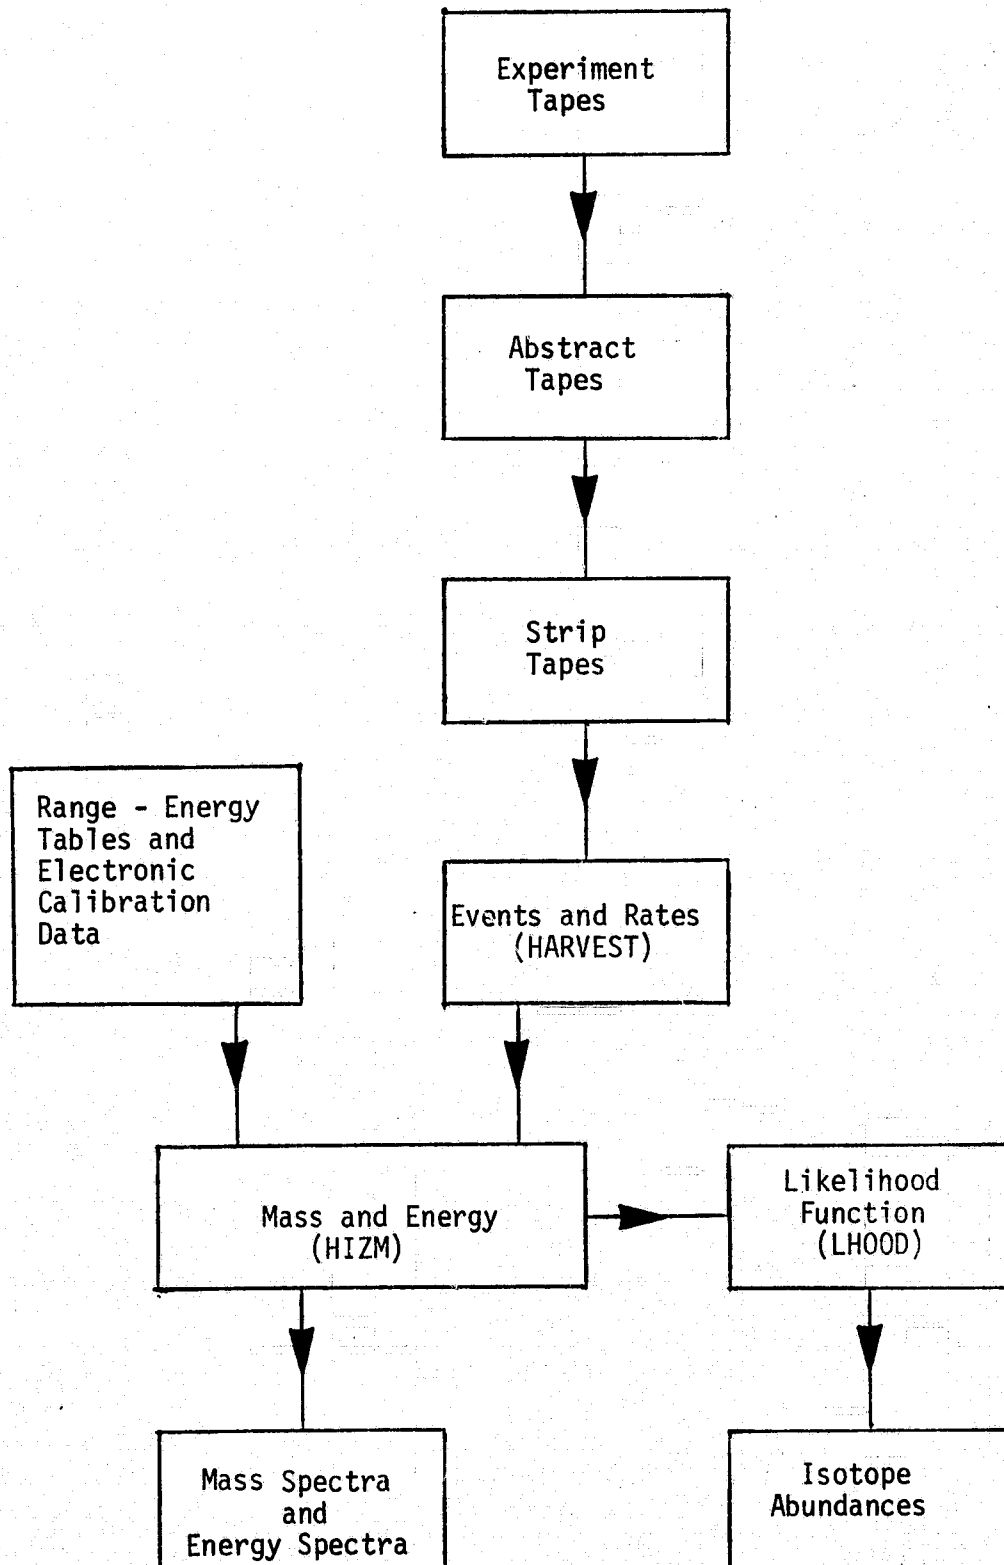 Experiment
Tapes
Abstract
Tapes
Strip
Tapes
Range - Energy
Tables and
Electronic
Calibration
Data
Events and Rates
(HARVEST)
Mass and Energy
(HIZM)
Likelihood
Function
(LHOOD)
Mass Spectra
and
Energy Spectra
Isotope
Abundances